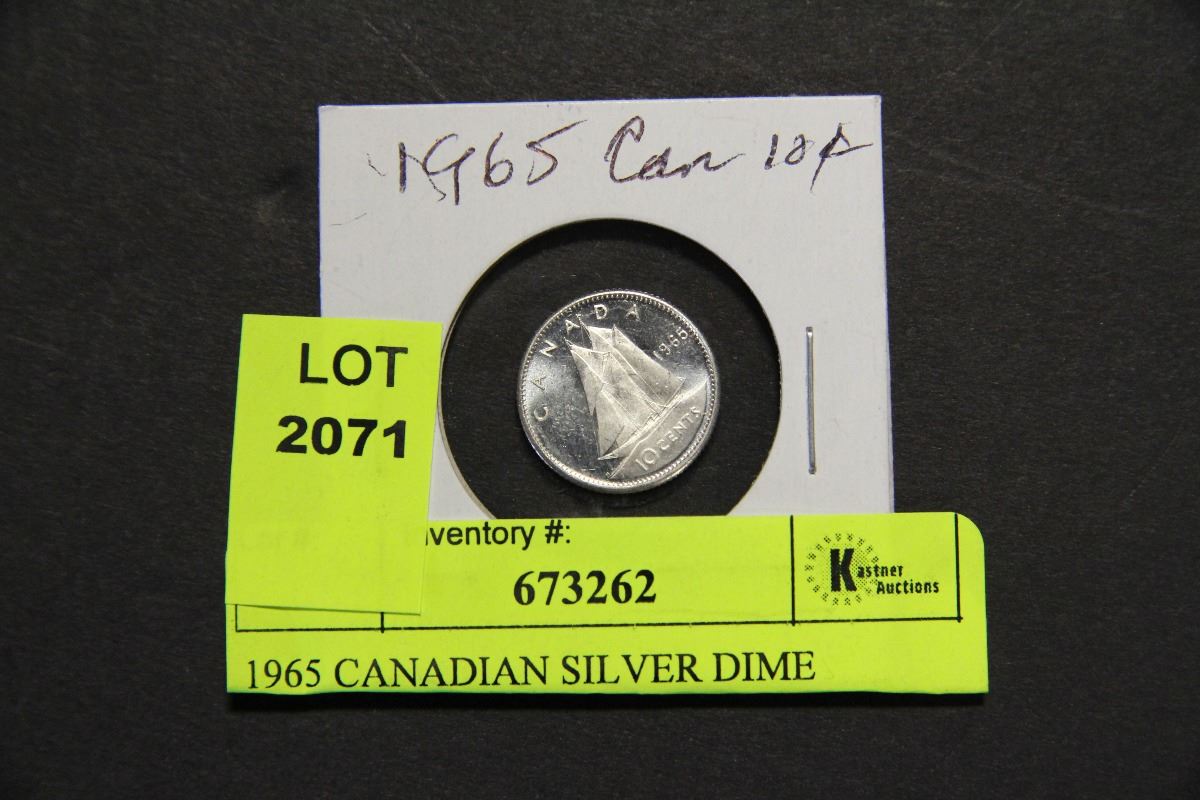 1965 Can 10¢
CANADA
1965
10 CENTS
LOT
2071
nventory #:
673262
Kastner
Auctions
1965 CANADIAN SILVER DIME